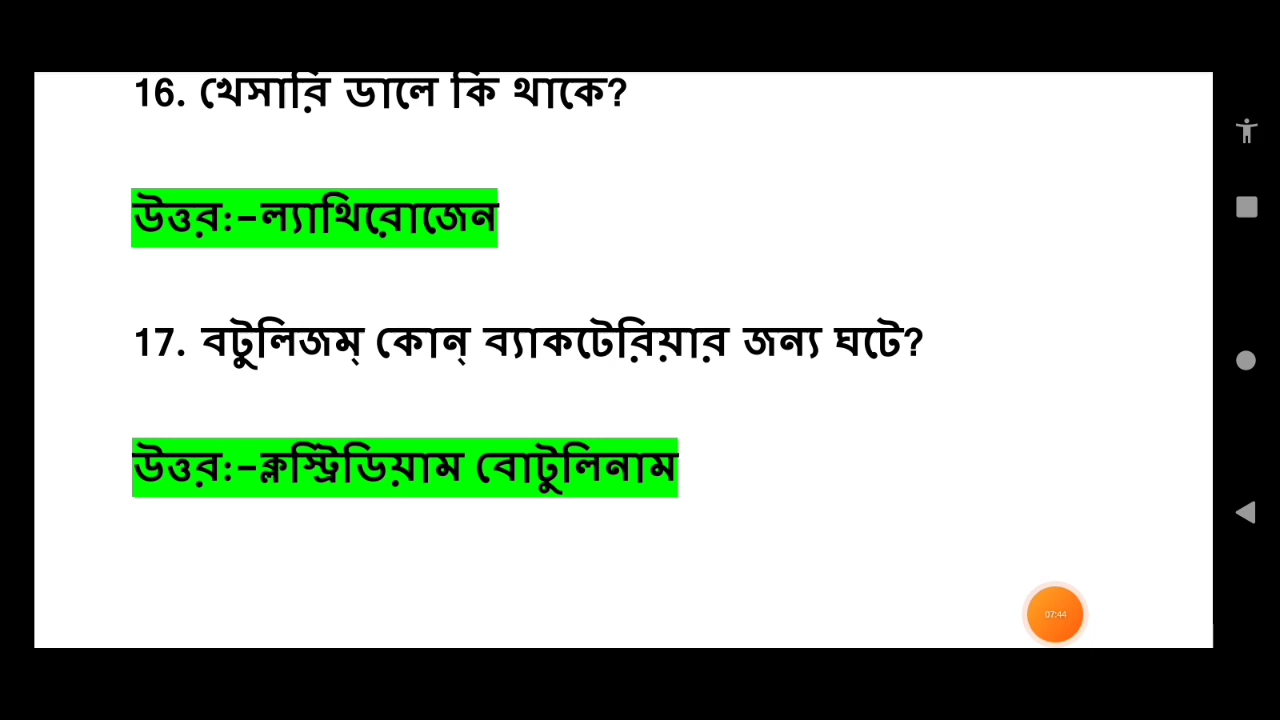 16. খেসারি ডালে কি থাকে?
উত্তর:-ল্যাথিরোজেন
17. বটুলিজম্ কোন্ ব্যাকটেরিয়ার জন্য ঘটে?
উত্তর:-ক্লস্ট্রিডিয়াম বোটুলিনাম
07:44